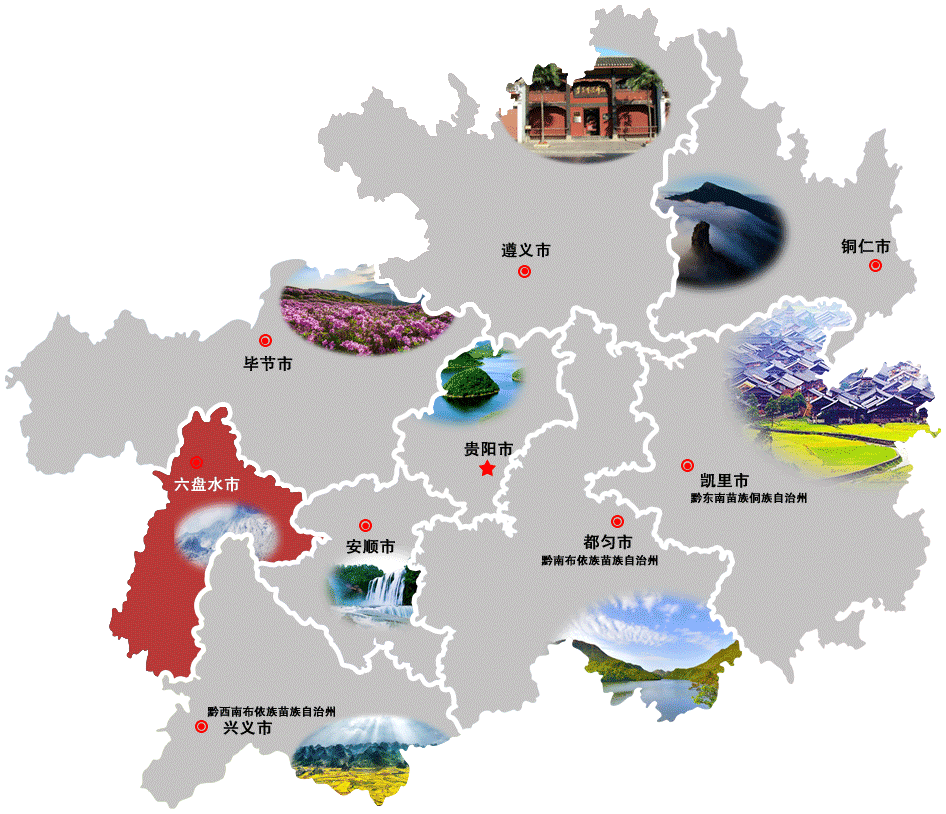 遵义市
铜仁市
毕节市
贵阳市
六盘水市
凯里市
黔东南苗族侗族自治州
安顺市
都匀市
黔南布依族苗族自治州
黔西南布依族苗族自治州
兴义市